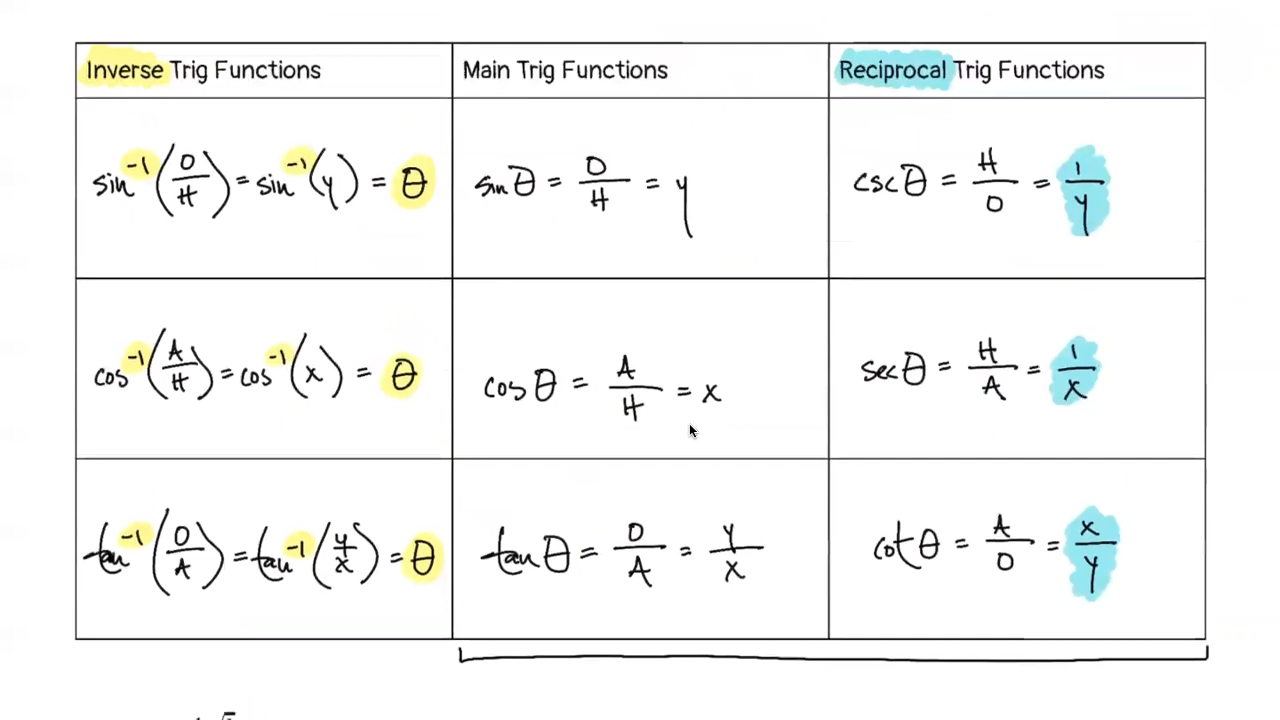 Inverse Trig Functions
Main Trig Functions
Reciprocal Trig Functions
sin⁻¹(O/H) = sin⁻¹(y) = θ
sin θ = O/H = y
csc θ = H/O = 1/y
cos⁻¹(A/H) = cos⁻¹(x) = θ
cos θ = A/H = x
sec θ = H/A = 1/x
tan⁻¹(O/A) = tan⁻¹(y/x) = θ
tan θ = O/A = y/x
cot θ = A/O = x/y